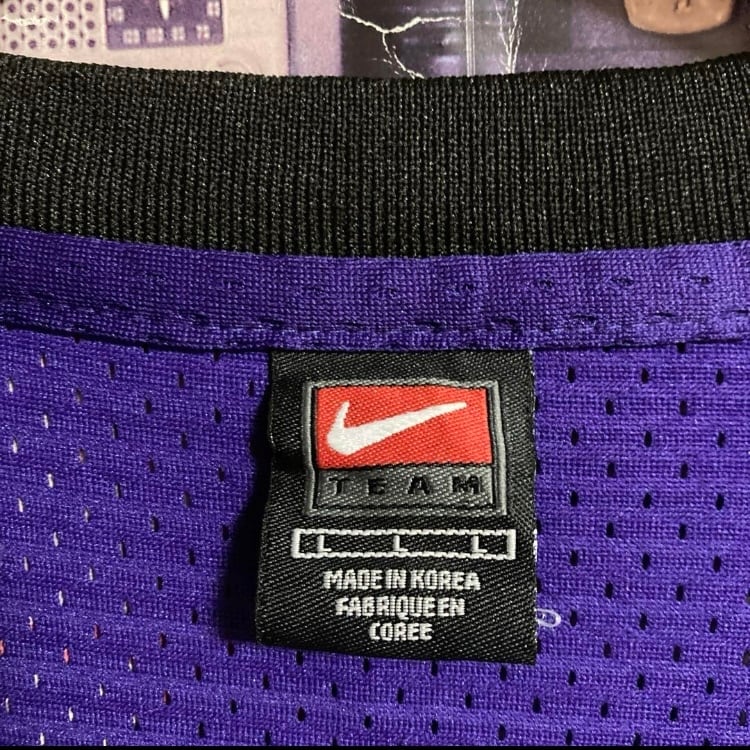 TEAM
L L L
MADE IN KOREA
FABRIQUE EN
COREE